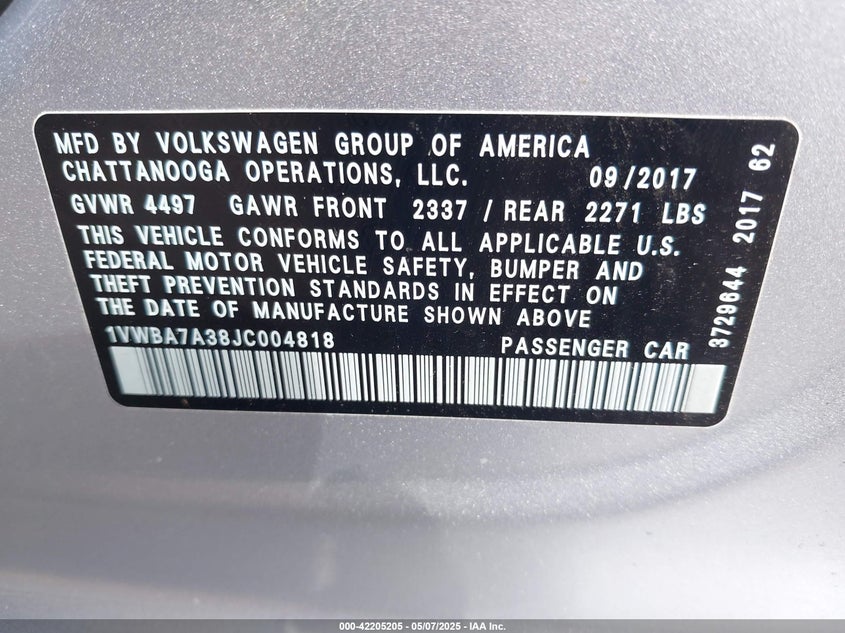 MFD BY VOLKSWAGEN GROUP OF AMERICA
CHATTANOOGA OPERATIONS, LLC. 09/2017
GVWR 4497 GAWR FRONT 2337 / REAR 2271 LBS
THIS VEHICLE CONFORMS TO ALL APPLICABLE U.S.
FEDERAL MOTOR VEHICLE SAFETY, BUMPER AND
THEFT PREVENTION STANDARDS IN EFFECT ON
THE DATE OF MANUFACTURE SHOWN ABOVE
1VWBA7A38JC004818 PASSENGER CAR
3729644 2017 62
000-42205205 - 05/07/2025 - IAA Inc.